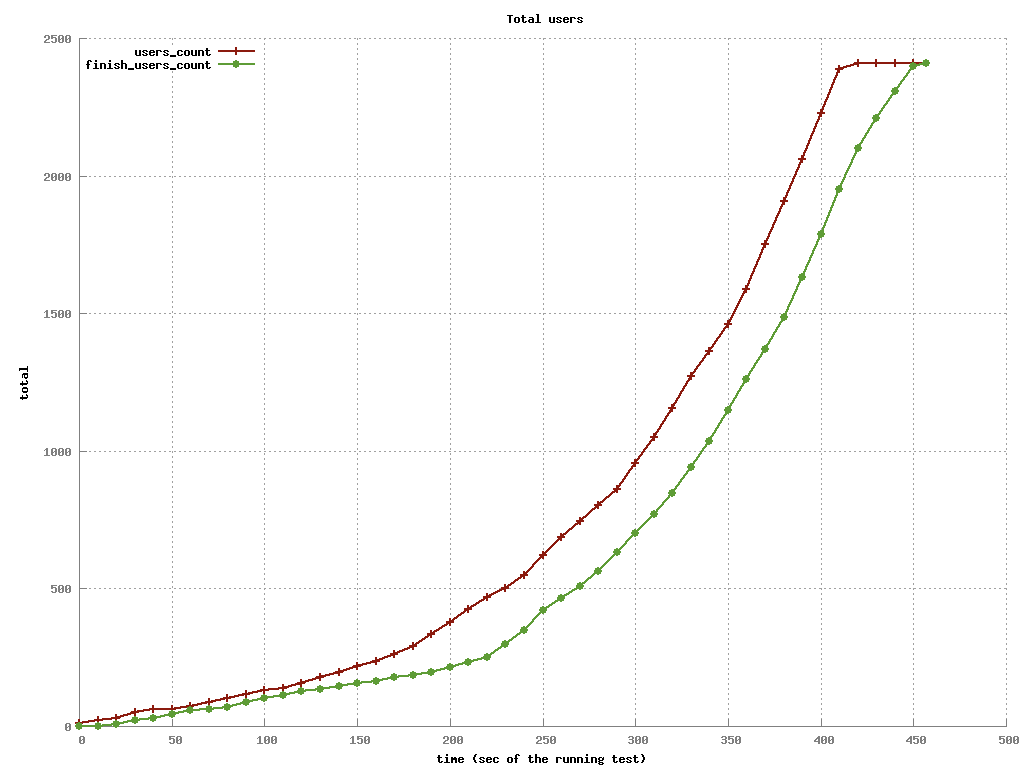 Total users
users_count
finish_users_count
2500
2000
1500
1000
500
0
total
0 50 100 150 200 250 300 350 400 450 500
time (sec of the running test)